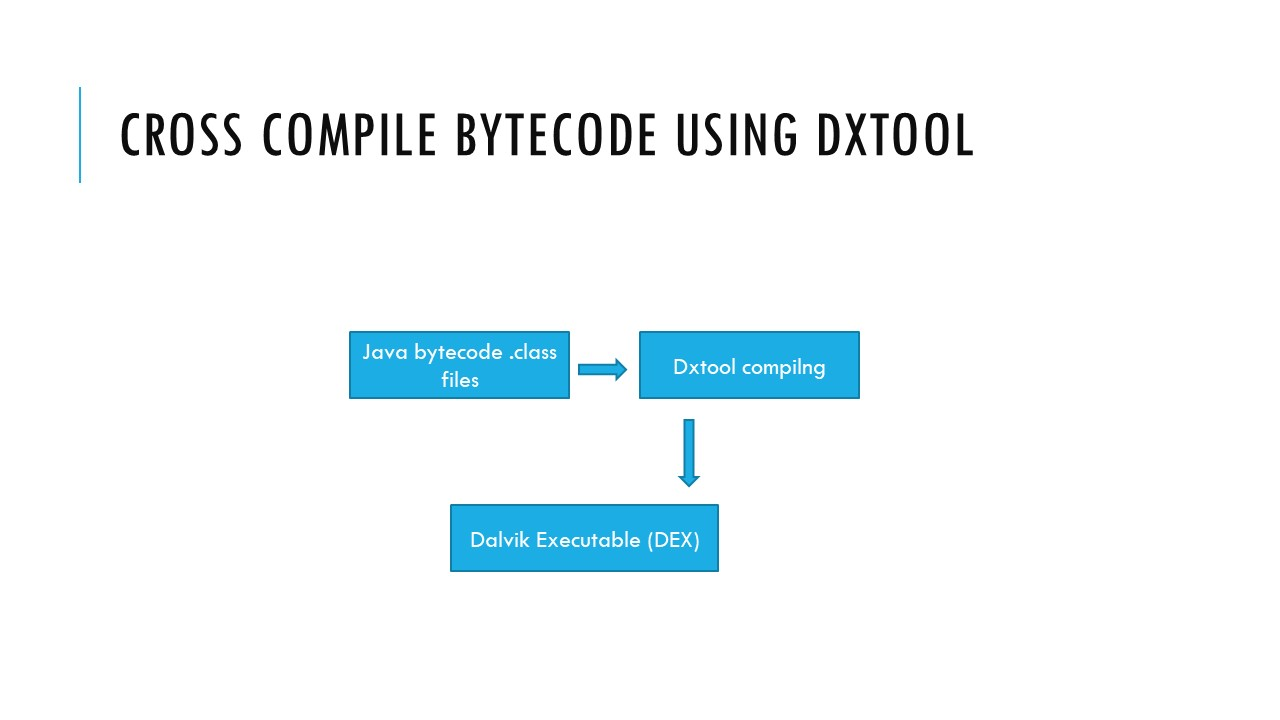 CROSS COMPILE BYTECODE USING DXTOOL
Java bytecode .class
files
Dxtool compilng
Dalvik Executable (DEX)